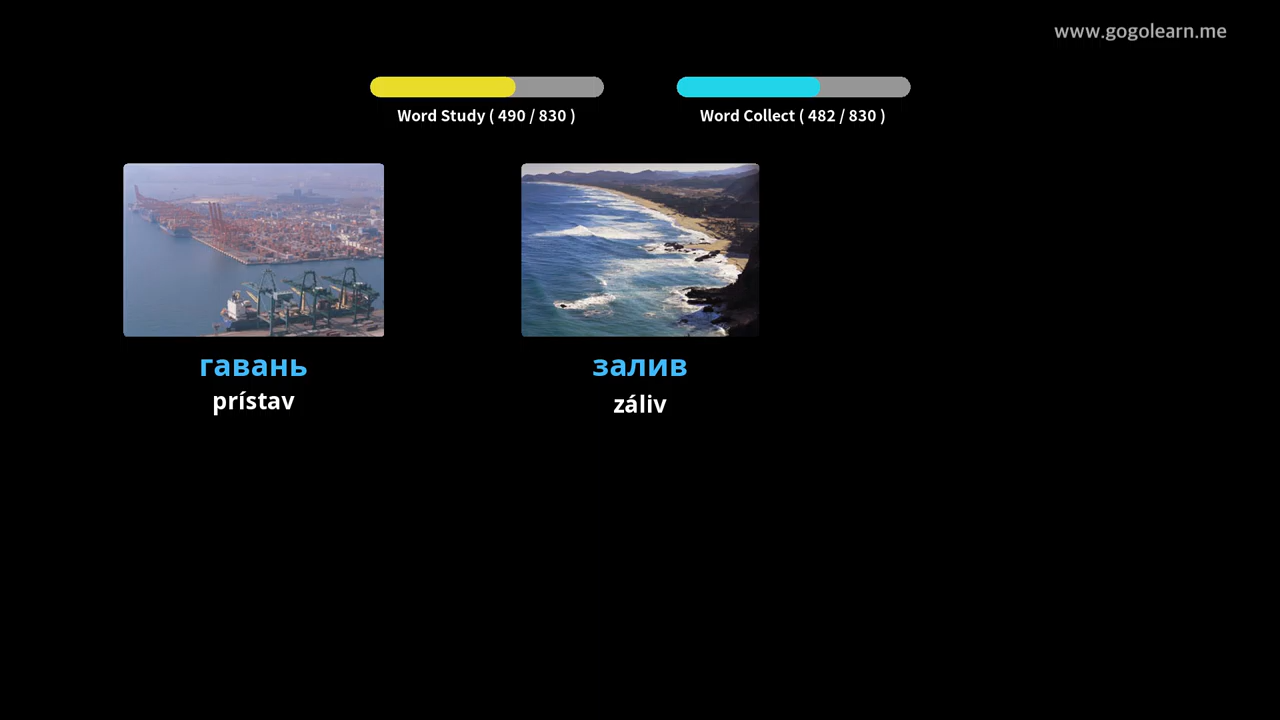 www.gogolearn.me
Word Study ( 490 / 830 )
Word Collect ( 482 / 830 )
гавань
prístav
залив
záliv